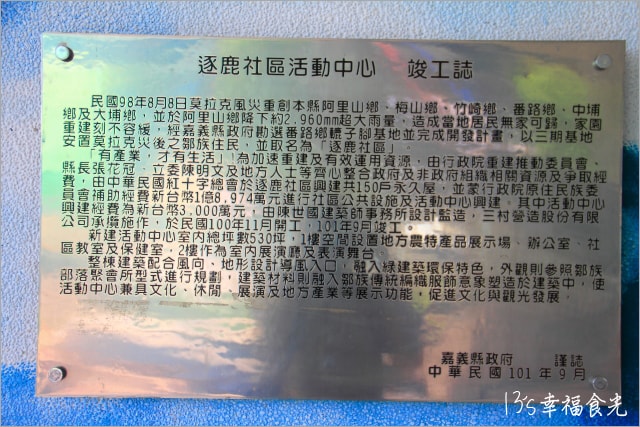 逐鹿社區活動中心　竣工誌
民國98年8月8日莫拉克風災重創本縣阿里山鄉、梅山鄉、竹崎鄉、番路鄉、中埔
鄉及大埔鄉，並於阿里山鄉降下約2,960mm超大雨量，造成當地居民無家可歸，家園
重建刻不容緩，經嘉義縣政府勘選番路鄉轆子腳基地並完成開發計畫，以三期基地
安置莫拉克災後之鄒族住民，並取名為「逐鹿社區」。
「有產業，才有生活」!為加速重建及有效運用資源，由行政院重建推動委員會、
縣長張花冠、立委陳明文及地方人士等齊心整合政府及非政府組織相關資源及爭取經
費，由中華民國紅十字總會於逐鹿社區興建共150戶永久屋，並蒙行政院原住民族委
員會補助經費新台幣1億8,974萬元進行社區公共設施及活動中心興建。其中活動中心
興建經費為新台幣3,000萬元，由陳世國建築師事務所設計監造，三村營造股份有限
公司承攬施作，於民國100年11月開工，101年9月竣工。
新建活動中心室內總坪數530坪，1樓空間設置地方農特產品展示場、辦公室、社
區教室及保健室，2樓作為室內展演廳及表演舞台。
整棟建築配合風向、地形設計導風入口，融入綠建築環保特色，外觀則參照鄒族
部落聚會所型式進行規劃，建築材料則融入鄒族傳統編織服飾意象塑造於建築中，使
活動中心兼具文化、休閒、展演及地方產業等展示功能，促進文化與觀光發展。
嘉義縣政府　　謹誌
中華民國101年9月
13's幸福食光